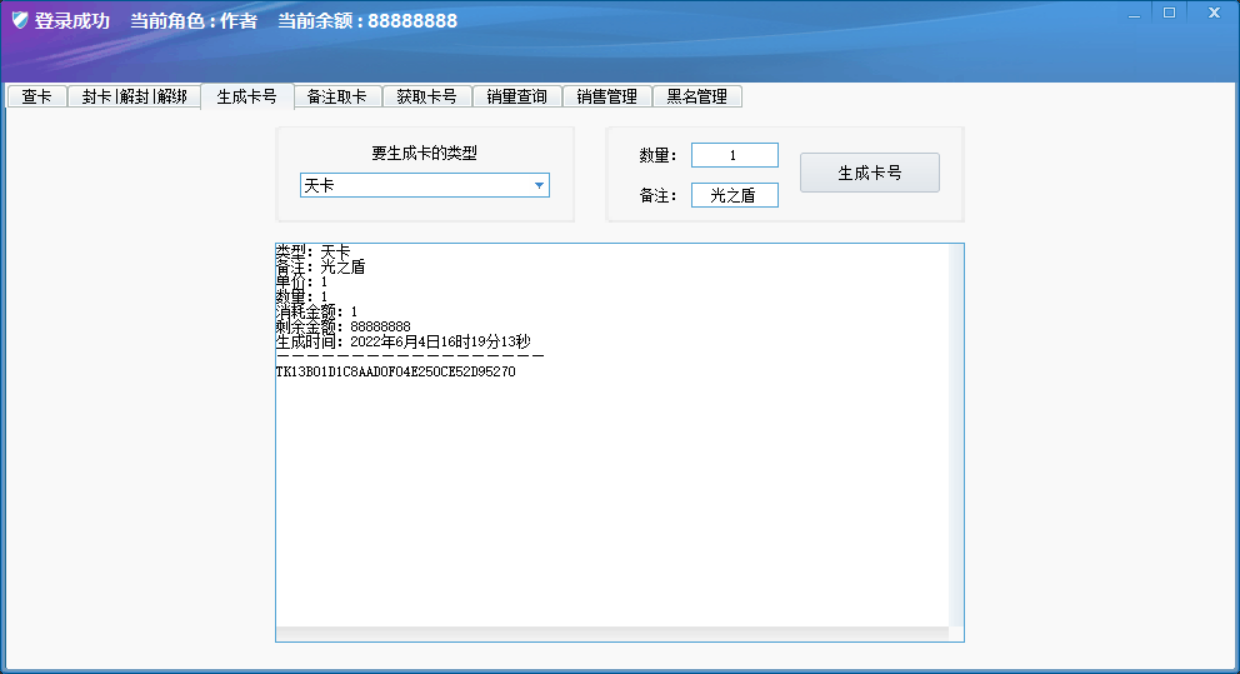 登录成功 当前角色:作者 当前余额:88888888
查卡 封卡|解封|解绑 生成卡号 备注取卡 获取卡号 销量查询 销售管理 黑名管理
要生成卡的类型
天卡
数量: 1
备注: 光之盾
生成卡号
类型: 天卡
备注: 光之盾
单价: 1
数量: 1
消耗金额: 1
剩余金额: 88888888
生成时间: 2022年6月4日16时19分13秒
——————————————————
TK13B01D1C8AAD0F04E250CE52D95270